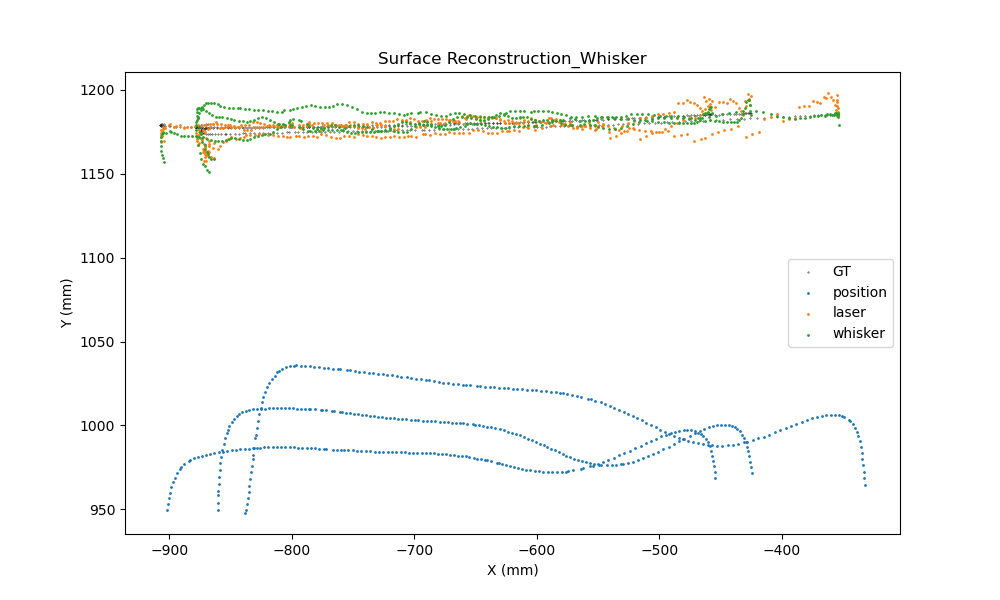 Surface Reconstruction_Whisker
1200
1150
1100
1050
1000
950
Y (mm)
GT
position
laser
whisker
−900
−800
−700
−600
−500
−400
X (mm)